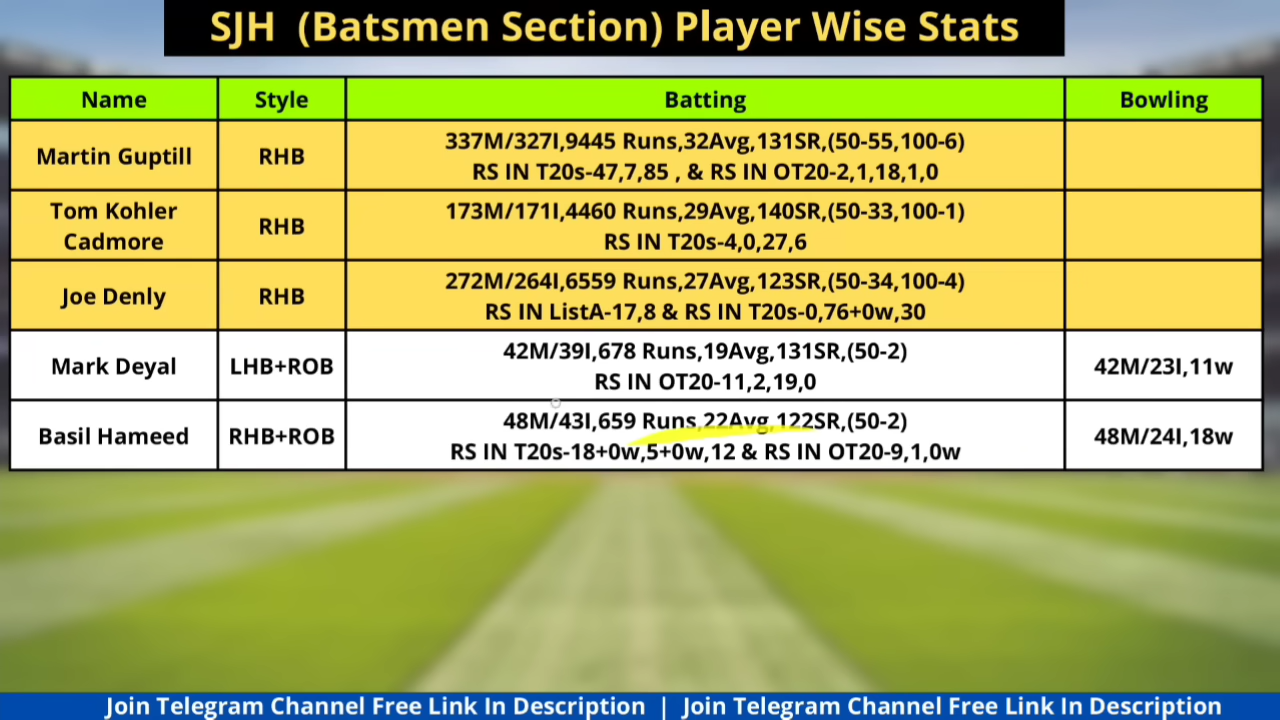 SJH (Batsmen Section) Player Wise Stats
Name Style Batting Bowling
Martin Guptill RHB 337M/327I,9445 Runs,32Avg,131SR,(50-55,100-6)
RS IN T20s-47,7,85 , & RS IN OT20-2,1,18,1,0
Tom Kohler
Cadmore RHB 173M/171I,4460 Runs,29Avg,140SR,(50-33,100-1)
RS IN T20s-4,0,27,6
Joe Denly RHB 272M/264I,6559 Runs,27Avg,123SR,(50-34,100-4)
RS IN ListA-17,8 & RS IN T20s-0,76+0w,30
Mark Deyal LHB+ROB 42M/39I,678 Runs,19Avg,131SR,(50-2)
RS IN OT20-11,2,19,0
42M/23I,11w
Basil Hameed RHB+ROB 48M/43I,659 Runs,22Avg,122SR,(50-2)
RS IN T20s-18+0w,5+0w,12 & RS IN OT20-9,1,0w
48M/24I,18w
Join Telegram Channel Free Link In Description | Join Telegram Channel Free Link In Description